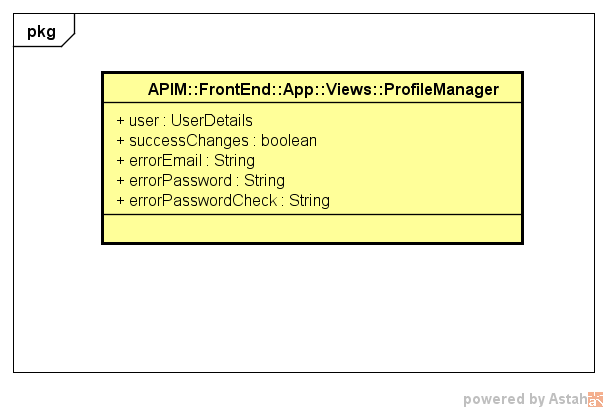 pkg
APIM::FrontEnd::App::Views::ProfileManager
+ user : UserDetails
+ successChanges : boolean
+ errorEmail : String
+ errorPassword : String
+ errorPasswordCheck : String
powered by Astah